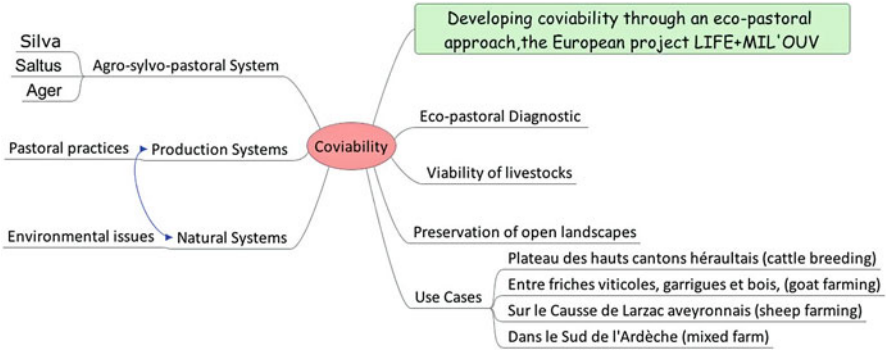 Developing coviability through an eco-pastoral
approach,the European project LIFE+MIL'OUV
Silva
Saltus
Ager
Agro-sylvo-pastoral System
Pastoral practices
Production Systems
Environmental issues
Natural Systems
Coviability
Eco-pastoral Diagnostic
Viability of livestocks
Preservation of open landscapes
Use Cases
Plateau des hauts cantons héraultais (cattle breeding)
Entre friches viticoles, garrigues et bois, (goat farming)
Sur le Causse de Larzac aveyronnais (sheep farming)
Dans le Sud de l'Ardèche (mixed farm)